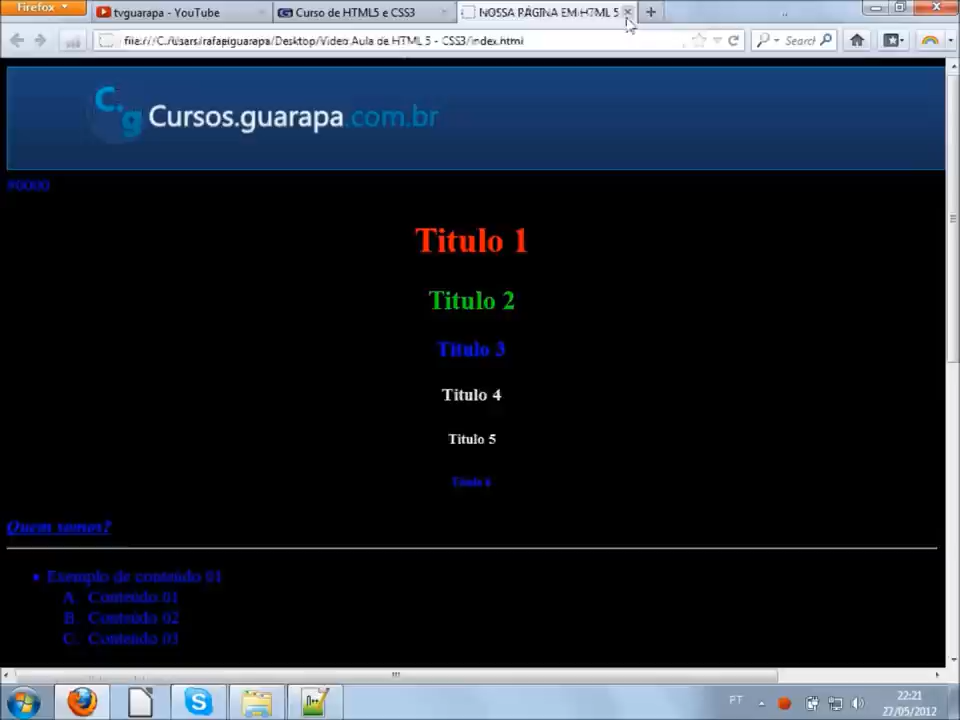 Firefox
tvguarapa - YouTube
Curso de HTML5 e CSS3
NOSSA PÁGINA EM HTML 5
file:///C:/Users/rafaelguarapa/Desktop/Video Aula de HTML 5 - CSS3/index.html
Search
C.g Cursos.guarapa.com.br
#0000
Titulo 1
Titulo 2
Titulo 3
Titulo 4
Titulo 5
Titulo 6
Quem somos?
Exemplo de conteúdo 01
A. Conteúdo 01
B. Conteúdo 02
C. Conteúdo 03
PT
22:21
27/05/2012